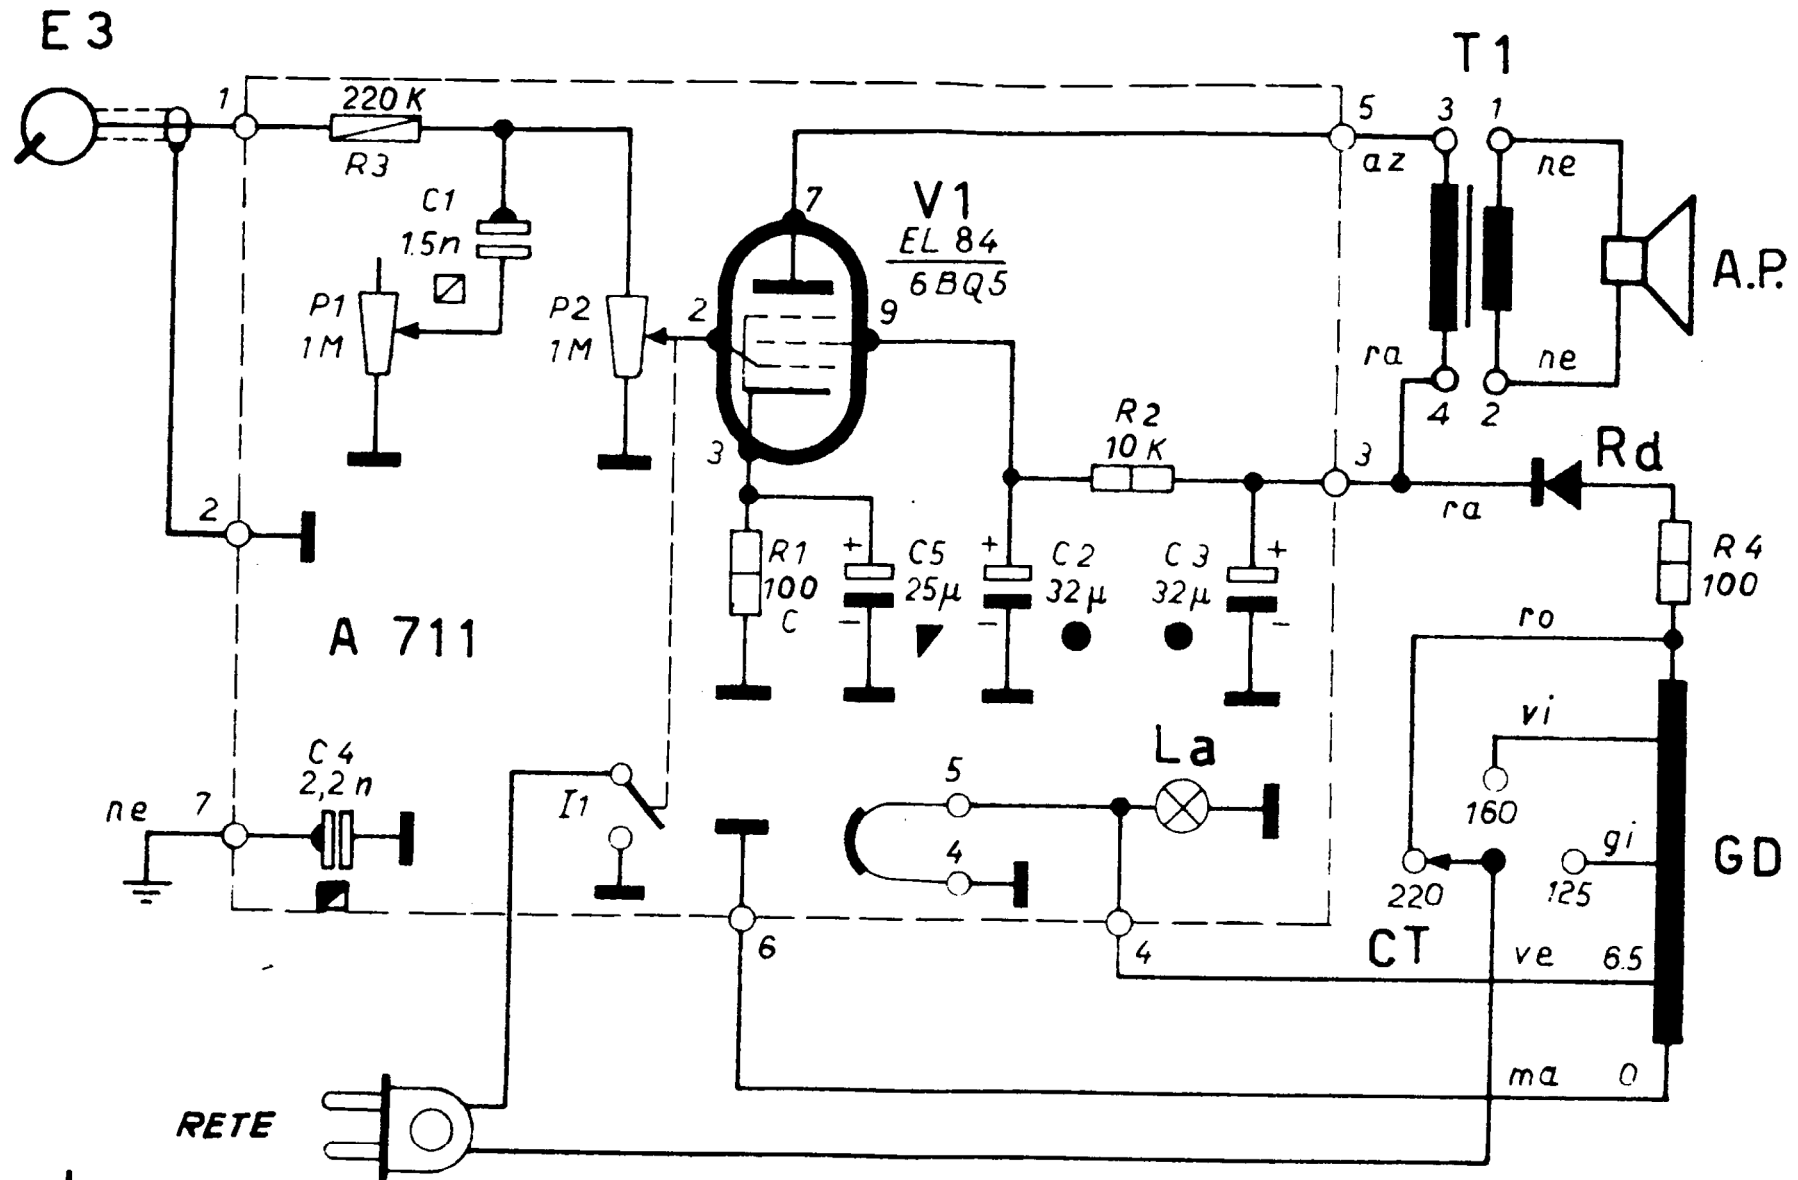 E 3
T 1
1
220 K
R3
5
az
3
1
ne
C1
1.5n
7
V1
EL 84
6BQ5
A.P.
P1
1M
P2
1M
2
9
ra
4
2
ne
3
R2
10 K
3
Rd
ra
2
R1
100
C
+
C5
25μ
-
+
C2
32μ
-
C3
32μ
+
-
R4
100
A 711
ro
C4
2,2n
vi
160
La
5
4
I1
ne
7
gi
125
220
GD
CT
6
4
ve
6.5
ma
0
RETE